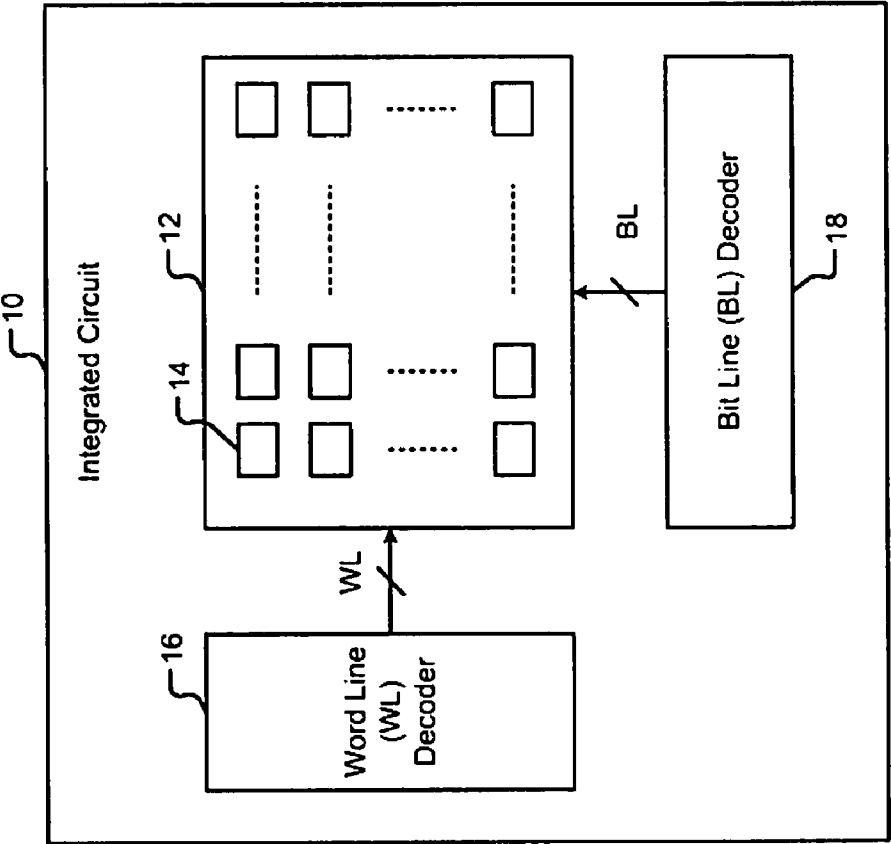 10
Integrated Circuit
12
14
16
Word Line
(WL)
Decoder
WL
BL
Bit Line (BL) Decoder
18